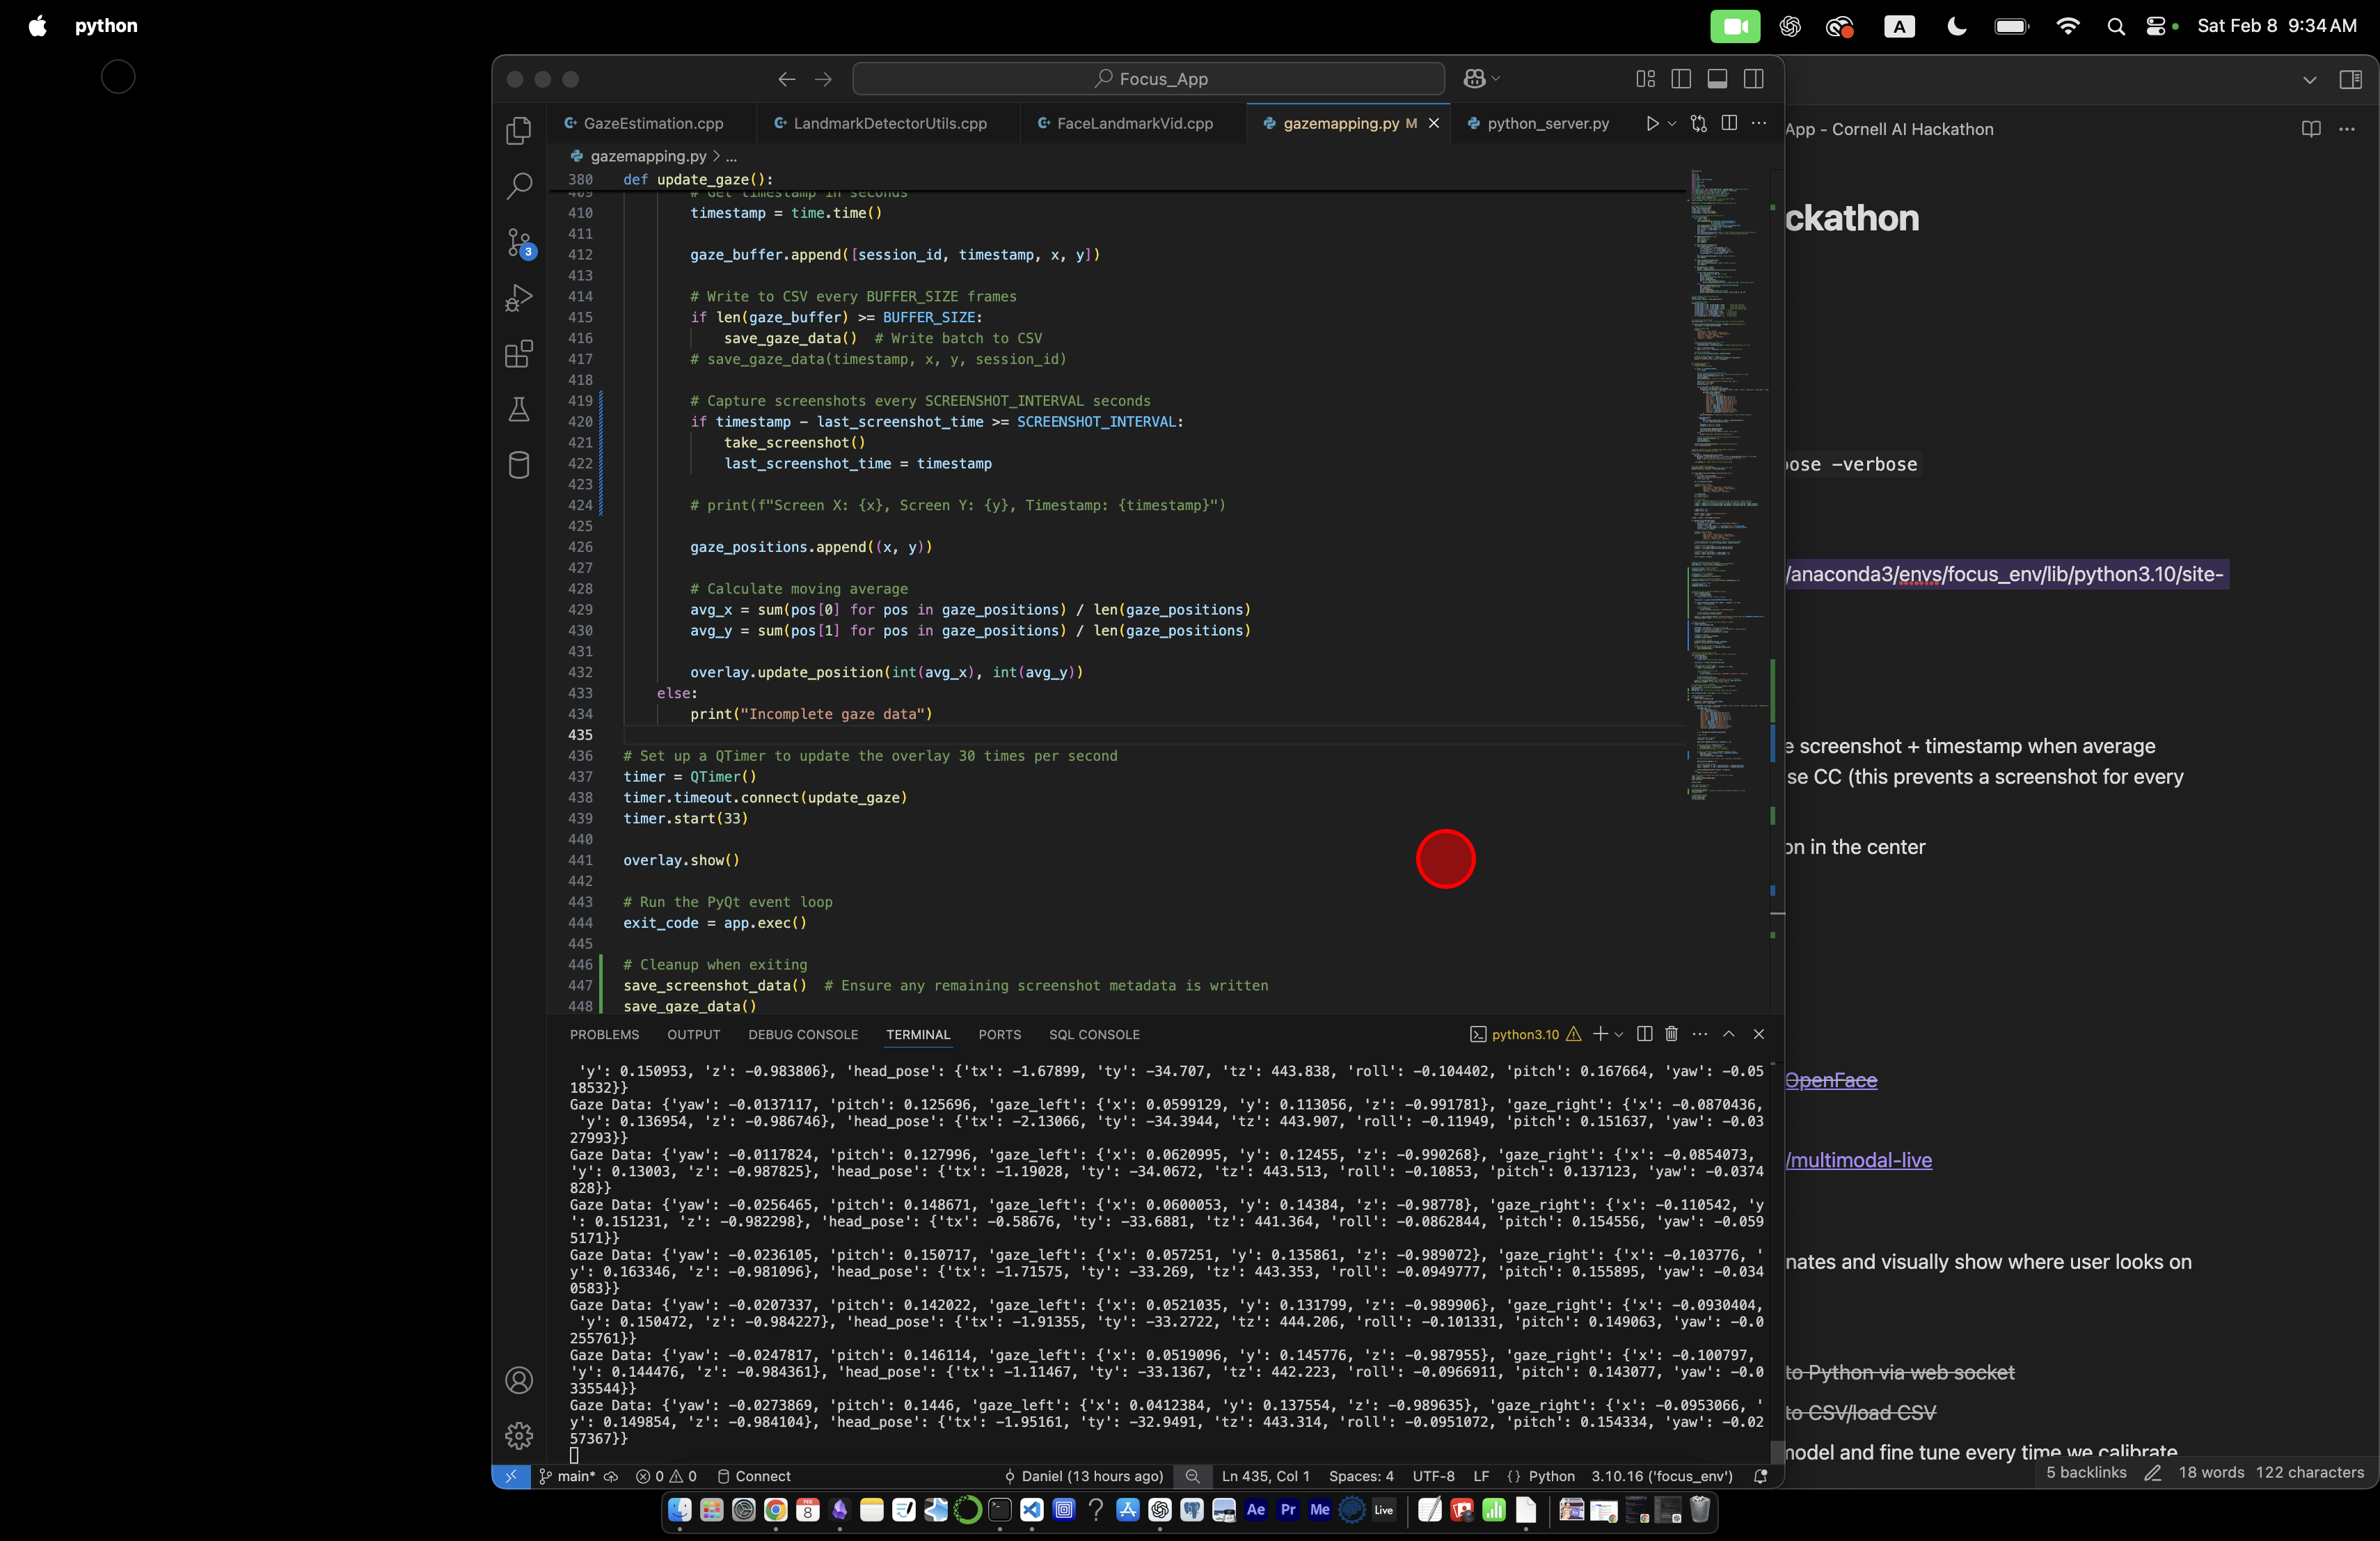 python
A
Sat Feb 8 9:34 AM
Focus_App
GazeEstimation.cpp
LandmarkDetectorUtils.cpp
FaceLandmarkVid.cpp
gazemapping.py M
python_server.py
gazemapping.py > ...
380 def update_gaze():
409 # Get timestamp in seconds
410 timestamp = time.time()
411
412 gaze_buffer.append([session_id, timestamp, x, y])
413
414 # Write to CSV every BUFFER_SIZE frames
415 if len(gaze_buffer) >= BUFFER_SIZE:
416 save_gaze_data()  # Write batch to CSV
417 # save_gaze_data(timestamp, x, y, session_id)
418
419 # Capture screenshots every SCREENSHOT_INTERVAL seconds
420 if timestamp - last_screenshot_time >= SCREENSHOT_INTERVAL:
421 take_screenshot()
422 last_screenshot_time = timestamp
423
424 # print(f"Screen X: {x}, Screen Y: {y}, Timestamp: {timestamp}")
425
426 gaze_positions.append((x, y))
427
428 # Calculate moving average
429 avg_x = sum(pos[0] for pos in gaze_positions) / len(gaze_positions)
430 avg_y = sum(pos[1] for pos in gaze_positions) / len(gaze_positions)
431
432 overlay.update_position(int(avg_x), int(avg_y))
433 else:
434 print("Incomplete gaze data")
435
436 # Set up a QTimer to update the overlay 30 times per second
437 timer = QTimer()
438 timer.timeout.connect(update_gaze)
439 timer.start(33)
440
441 overlay.show()
442
443 # Run the PyQt event loop
444 exit_code = app.exec()
445
446 # Cleanup when exiting
447 save_screenshot_data()  # Ensure any remaining screenshot metadata is written
448 save_gaze_data()
3
PROBLEMS OUTPUT DEBUG CONSOLE TERMINAL PORTS SQL CONSOLE
python3.10
'y': 0.150953, 'z': -0.983806}, 'head_pose': {'tx': -1.67899, 'ty': -34.707, 'tz': 443.838, 'roll': -0.104402, 'pitch': 0.167664, 'yaw': -0.05
18532}}
Gaze Data: {'yaw': -0.0137117, 'pitch': 0.125696, 'gaze_left': {'x': 0.0599129, 'y': 0.113056, 'z': -0.991781}, 'gaze_right': {'x': -0.0870436,
'y': 0.136954, 'z': -0.986746}, 'head_pose': {'tx': -2.13066, 'ty': -34.3944, 'tz': 443.907, 'roll': -0.11949, 'pitch': 0.151637, 'yaw': -0.03
27993}}
Gaze Data: {'yaw': -0.0117824, 'pitch': 0.127996, 'gaze_left': {'x': 0.0620995, 'y': 0.12455, 'z': -0.990268}, 'gaze_right': {'x': -0.0854073,
'y': 0.13003, 'z': -0.987825}, 'head_pose': {'tx': -1.19028, 'ty': -34.0672, 'tz': 443.513, 'roll': -0.10853, 'pitch': 0.137123, 'yaw': -0.0374
828}}
Gaze Data: {'yaw': -0.0256465, 'pitch': 0.148671, 'gaze_left': {'x': 0.0600053, 'y': 0.14384, 'z': -0.98778}, 'gaze_right': {'x': -0.110542, 'y
': 0.151231, 'z': -0.982298}, 'head_pose': {'tx': -0.58676, 'ty': -33.6881, 'tz': 441.364, 'roll': -0.0862844, 'pitch': 0.154556, 'yaw': -0.059
5171}}
Gaze Data: {'yaw': -0.0236105, 'pitch': 0.150717, 'gaze_left': {'x': 0.057251, 'y': 0.135861, 'z': -0.989072}, 'gaze_right': {'x': -0.103776, '
y': 0.163346, 'z': -0.981096}, 'head_pose': {'tx': -1.71575, 'ty': -33.269, 'tz': 443.353, 'roll': -0.0949777, 'pitch': 0.155895, 'yaw': -0.034
0583}}
Gaze Data: {'yaw': -0.0207337, 'pitch': 0.142022, 'gaze_left': {'x': 0.0521035, 'y': 0.131799, 'z': -0.989906}, 'gaze_right': {'x': -0.0930404,
'y': 0.150472, 'z': -0.984227}, 'head_pose': {'tx': -1.91355, 'ty': -33.2722, 'tz': 444.206, 'roll': -0.101331, 'pitch': 0.149063, 'yaw': -0.0
255761}}
Gaze Data: {'yaw': -0.0247817, 'pitch': 0.146114, 'gaze_left': {'x': 0.0519096, 'y': 0.145776, 'z': -0.987955}, 'gaze_right': {'x': -0.100797,
'y': 0.144476, 'z': -0.984361}, 'head_pose': {'tx': -1.11467, 'ty': -33.1367, 'tz': 442.223, 'roll': -0.0966911, 'pitch': 0.143077, 'yaw': -0.0
335544}}
Gaze Data: {'yaw': -0.0273869, 'pitch': 0.1446, 'gaze_left': {'x': 0.0412384, 'y': 0.137554, 'z': -0.989635}, 'gaze_right': {'x': -0.0953066, '
y': 0.149854, 'z': -0.984104}, 'head_pose': {'tx': -1.95161, 'ty': -32.9491, 'tz': 443.314, 'roll': -0.0951072, 'pitch': 0.154334, 'yaw': -0.02
57367}}
main* 0 0 Connect Daniel (13 hours ago) Ln 435, Col 1 Spaces: 4 UTF-8 LF {} Python 3.10.16 ('focus_env')
App - Cornell AI Hackathon
ckathon
ose -verbose
/anaconda3/envs/focus_env/lib/python3.10/site-
e screenshot + timestamp when average
se CC (this prevents a screenshot for every
on in the center
OpenFace
/multimodal-live
nates and visually show where user looks on
to Python via web socket
to CSV/load CSV
model and fine tune every time we calibrate
5 backlinks 18 words 122 characters
FEB
8
Ae Pr Me Live